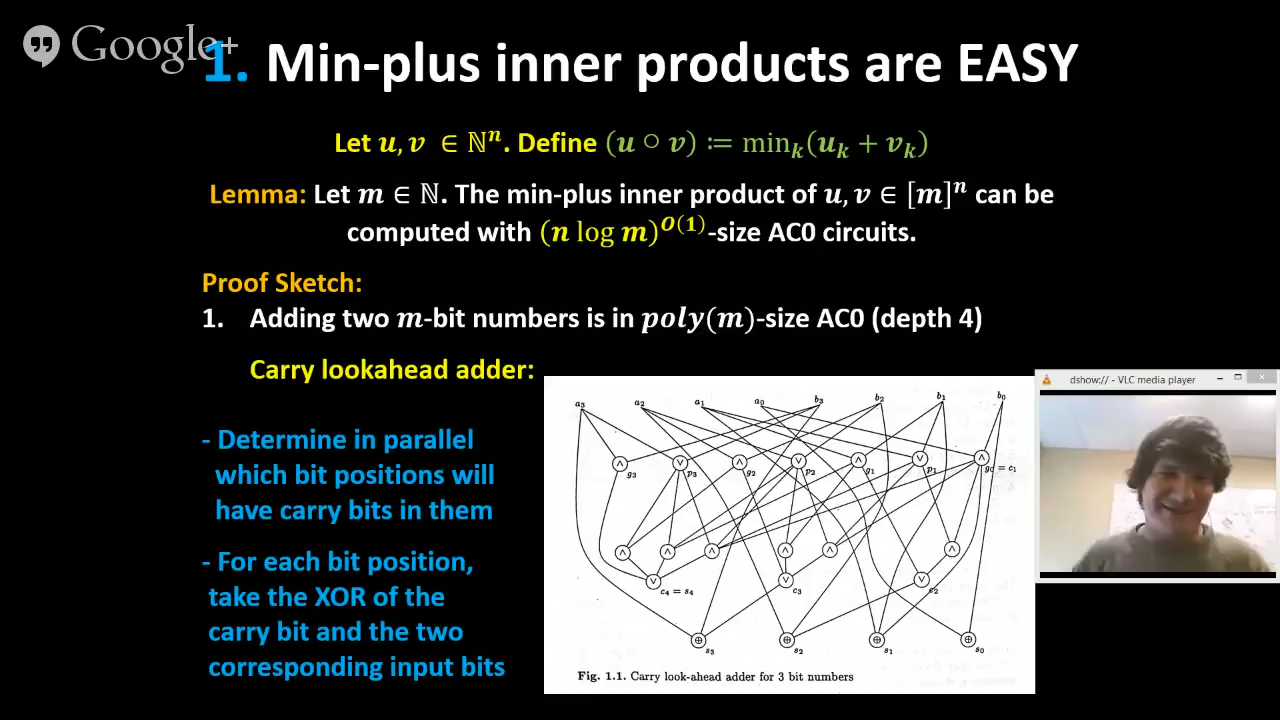 Google+
1. Min-plus inner products are EASY
Let u, v ∈ ℕⁿ. Define (u ○ v) ≔ minₖ(uₖ + vₖ)
Lemma: Let m ∈ ℕ. The min-plus inner product of u, v ∈ [m]ⁿ can be
computed with (n log m)^O(1)-size AC0 circuits.
Proof Sketch:
1. Adding two m-bit numbers is in poly(m)-size AC0 (depth 4)
Carry lookahead adder:
- Determine in parallel
which bit positions will
have carry bits in them
- For each bit position,
take the XOR of the
carry bit and the two
corresponding input bits
a₃ a₂ a₁ a₀ b₃ b₂ b₁ b₀
∧ ∨ ∧ ∨ ∧ ∨ ∧
g₃ p₃ g₂ p₂ g₁ p₁ g₀ = c₁
∧ ∧ ∧ ∧ ∧ ∧
∨ ∨ ∨
c₄ = s₄ c₃ c₂
⊕ ⊕ ⊕ ⊕
s₃ s₂ s₁ s₀
Fig. 1.1. Carry look-ahead adder for 3 bit numbers
dshow:// - VLC media player